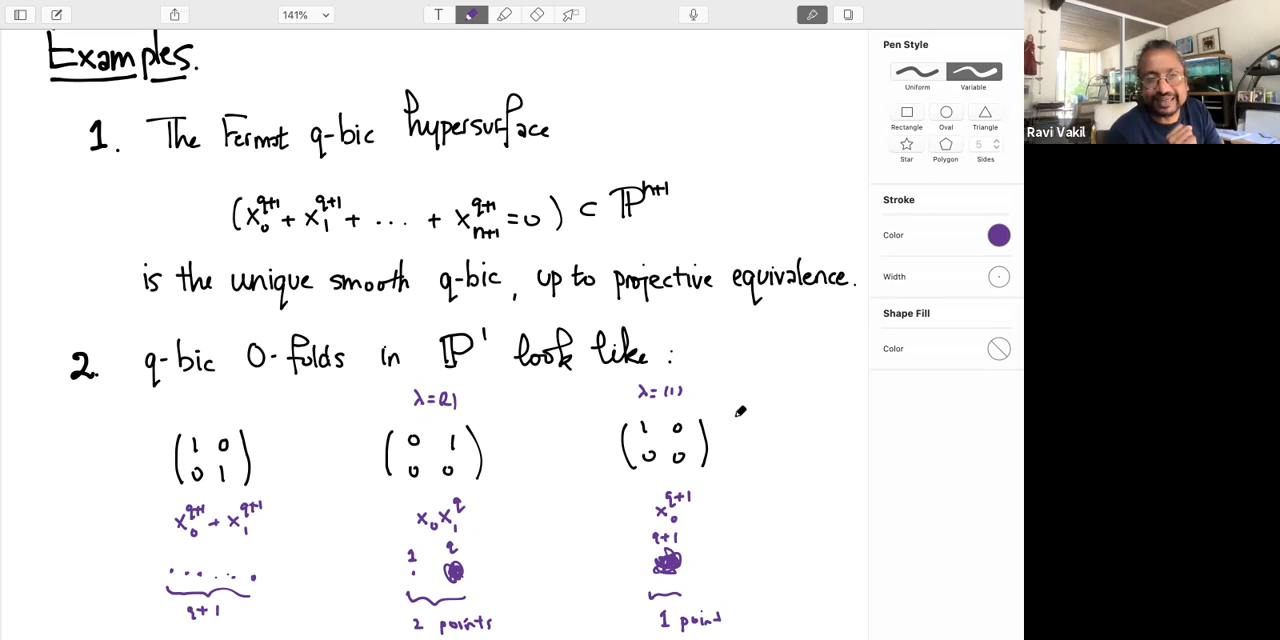 141%
T
Examples.
1. The Fermat q-bic hypersurface
(x_0^{q+1} + x_1^{q+1} + ... + x_{n+1}^{q+1} = 0) ⊂ ℙ^{n+1}
is the unique smooth q-bic, up to projective equivalence.
2. q-bic 0-folds in ℙ^1 look like:
λ=(2) λ=(1)
(1 0 (0 1 (1 0
0 1) 0 0) 0 0)
x_0^{q+1} + x_1^{q+1} x_0 x_1^q x_0^{q+1}
1 q q+1
q+1 2 points 1 point
Pen Style
Uniform Variable
Rectangle Oval Triangle
5
Star Polygon Sides
Stroke
Color
Width
Shape Fill
Color
Ravi Vakil